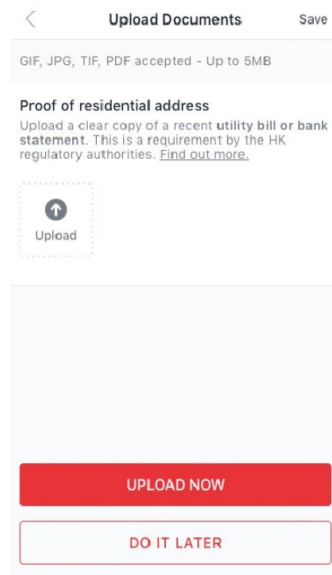 Upload Documents
Save
GIF, JPG, TIF, PDF accepted - Up to 5MB
Proof of residential address
Upload a clear copy of a recent utility bill or bank
statement. This is a requirement by the HK
regulatory authorities. Find out more.
Upload
UPLOAD NOW
DO IT LATER